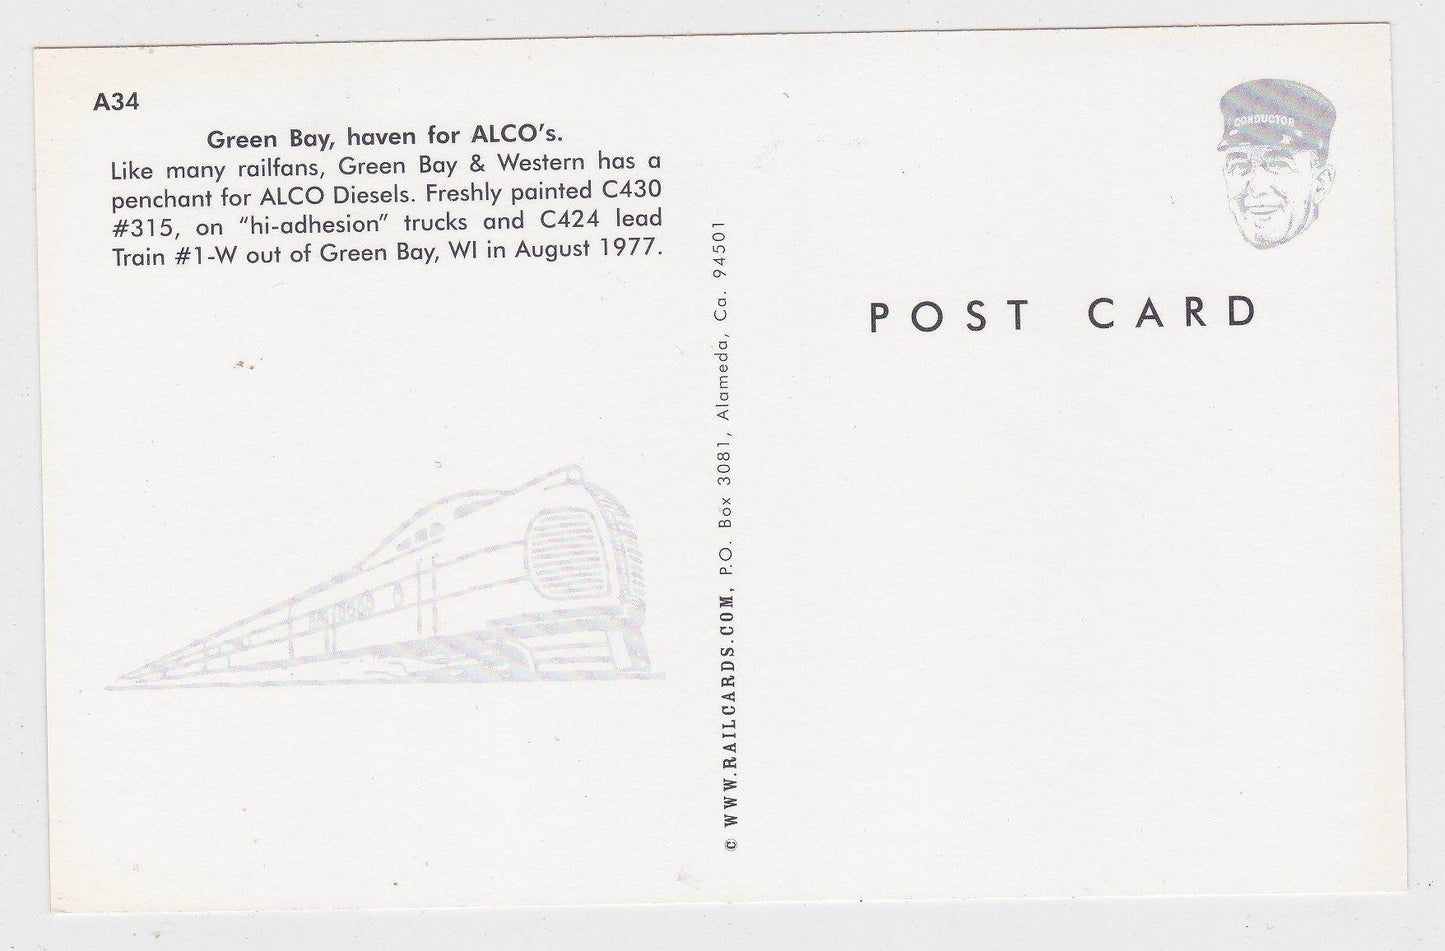 A34
Green Bay, haven for ALCO's.
Like many railfans, Green Bay & Western has a
penchant for ALCO Diesels. Freshly painted C430
#315, on "hi-adhesion" trucks and C424 lead
Train #1-W out of Green Bay, WI in August 1977.
© WWW.RAILCARDS.COM, P.O. Box 3081, Alameda, Ca. 94501
CONDUCTOR
POST CARD